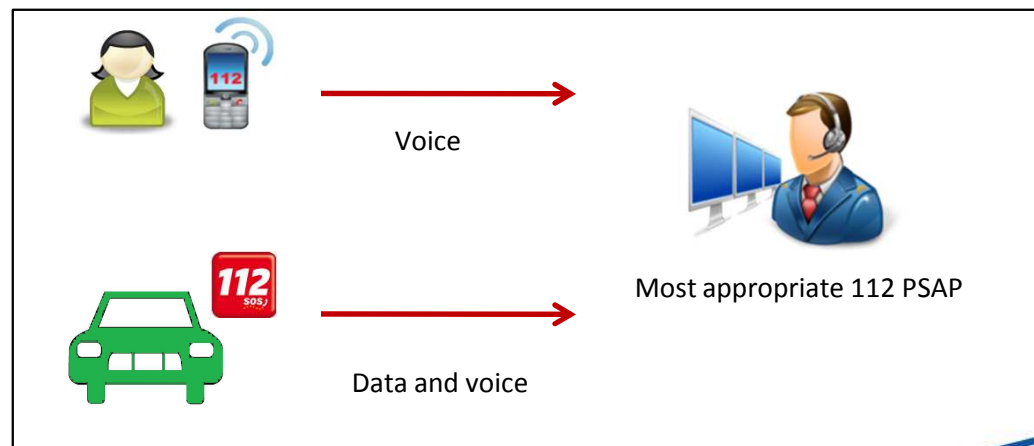 112
Voice
112
SOS
Data and voice
Most appropriate 112 PSAP